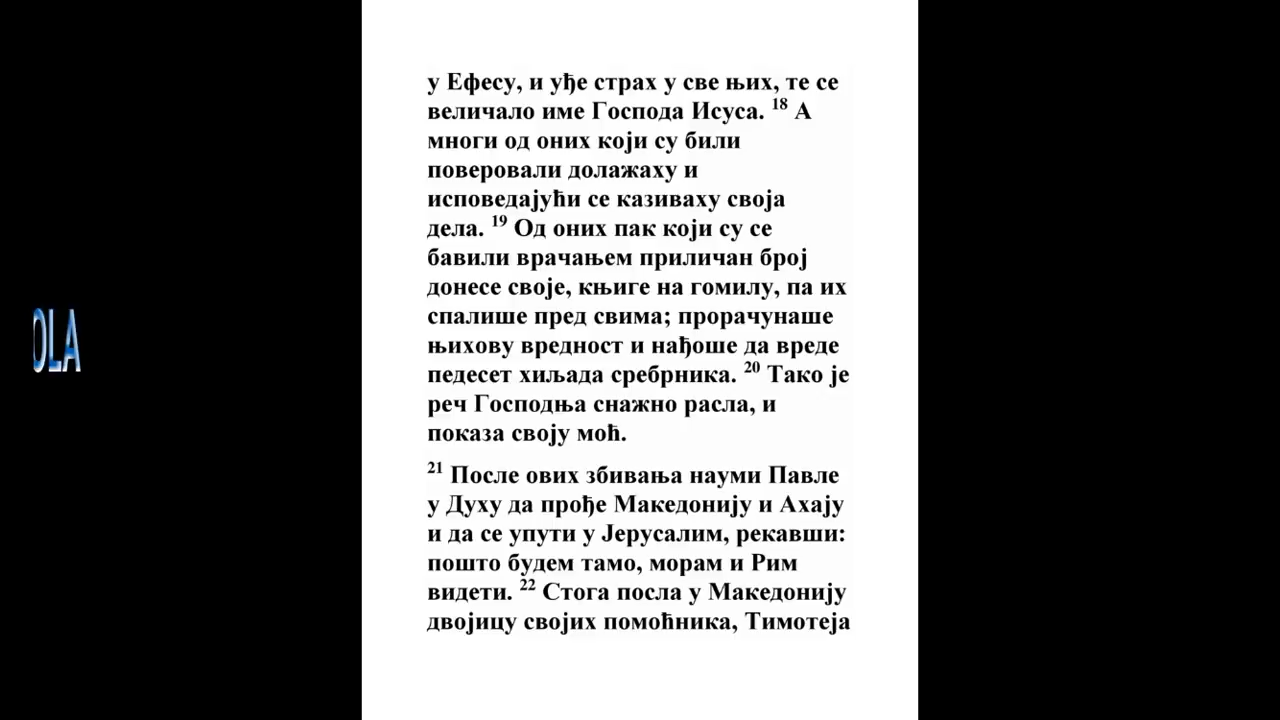 у Ефесу, и уђе страх у све њих, те се
величало име Господа Исуса. 18 А
многи од оних који су били
поверовали долажаху и
исповедајући се казиваху своја
дела. 19 Од оних пак који су се
бавили врачањем приличан број
донесе своје, књиге на гомилу, па их
спалише пред свима; прорачунаше
њихову вредност и нађоше да вреде
педесет хиљада сребрника. 20 Тако је
реч Господња снажно расла, и
показа своју моћ.
21 После ових збивања науми Павле
у Духу да прође Македонију и Ахају
и да се упути у Јерусалим, рекавши:
пошто будем тамо, морам и Рим
видети. 22 Стога посла у Македонију
двојицу својих помоћника, Тимотеја
OLA